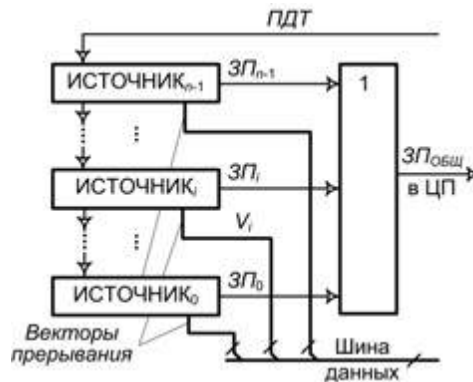 ПДТ
ИСТОЧНИКn-1
ЗПn-1
1
ЗПОБЩ
в ЦП
ИСТОЧНИКi
ЗПi
Vi
ИСТОЧНИК0
ЗП0
Векторы
прерывания
Шина
данных